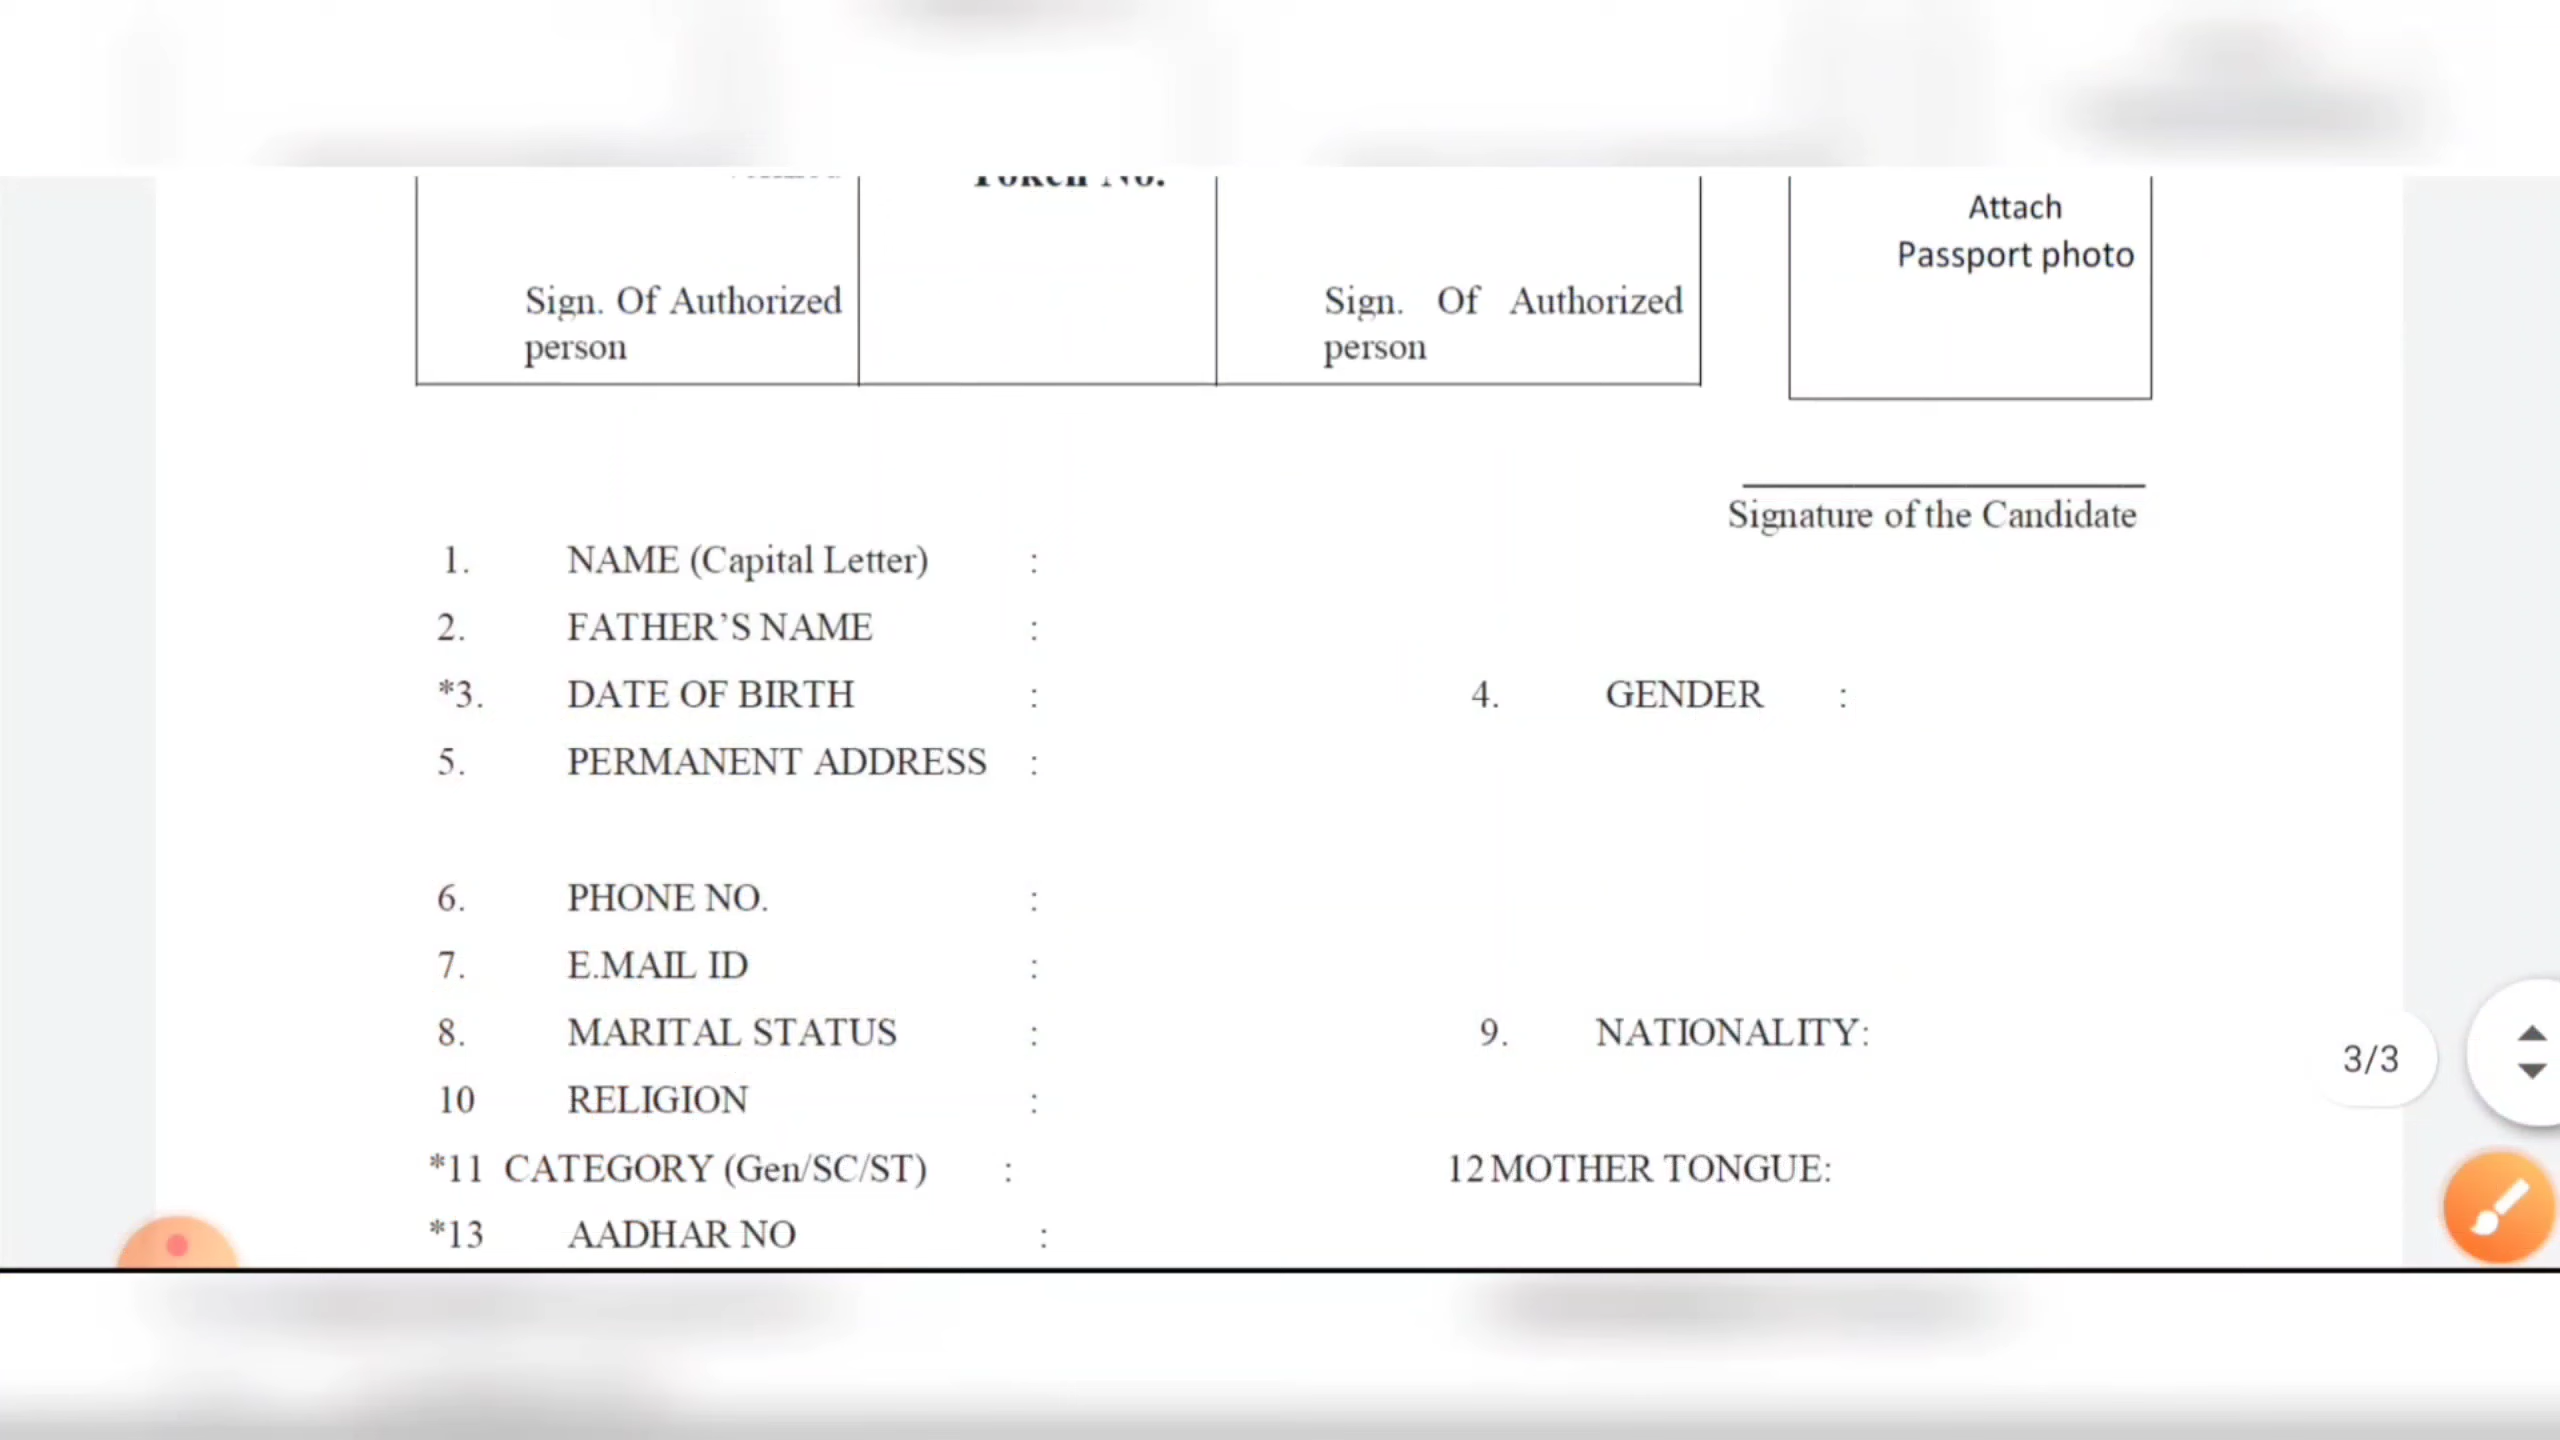 Token No.
Attach
Passport photo
Sign. Of Authorized
person
Sign. Of Authorized
person
Signature of the Candidate
1. NAME (Capital Letter) :
2. FATHER’S NAME :
*3. DATE OF BIRTH : 4. GENDER :
5. PERMANENT ADDRESS :
6. PHONE NO. :
7. E.MAIL ID :
8. MARITAL STATUS : 9. NATIONALITY:
10 RELIGION :
*11 CATEGORY (Gen/SC/ST) : 12 MOTHER TONGUE:
*13 AADHAR NO :
3/3